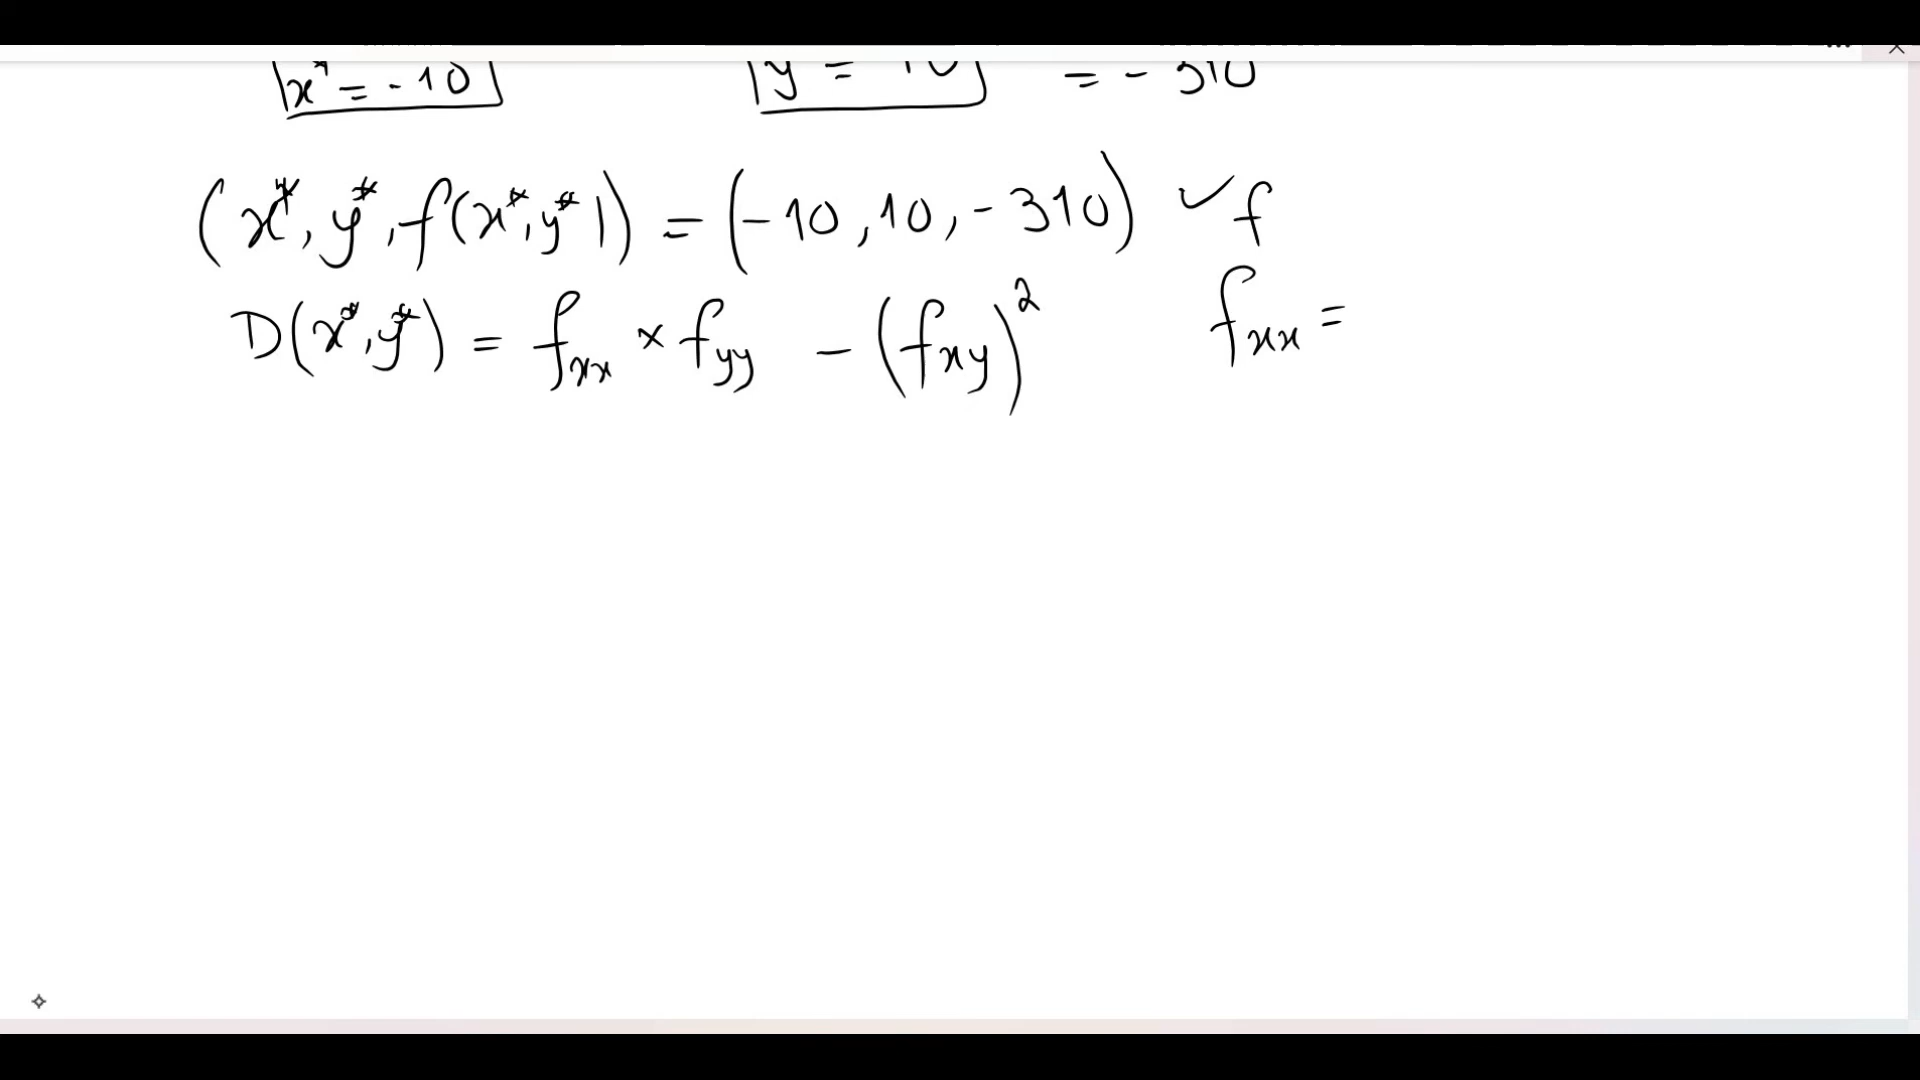 x* = -10 y = 10 = - 310
(x*, y*, f(x*, y*)) = (-10, 10, -310) ✓ f
D(x*, y*) = fxx × fyy - (fxy)² fxx =